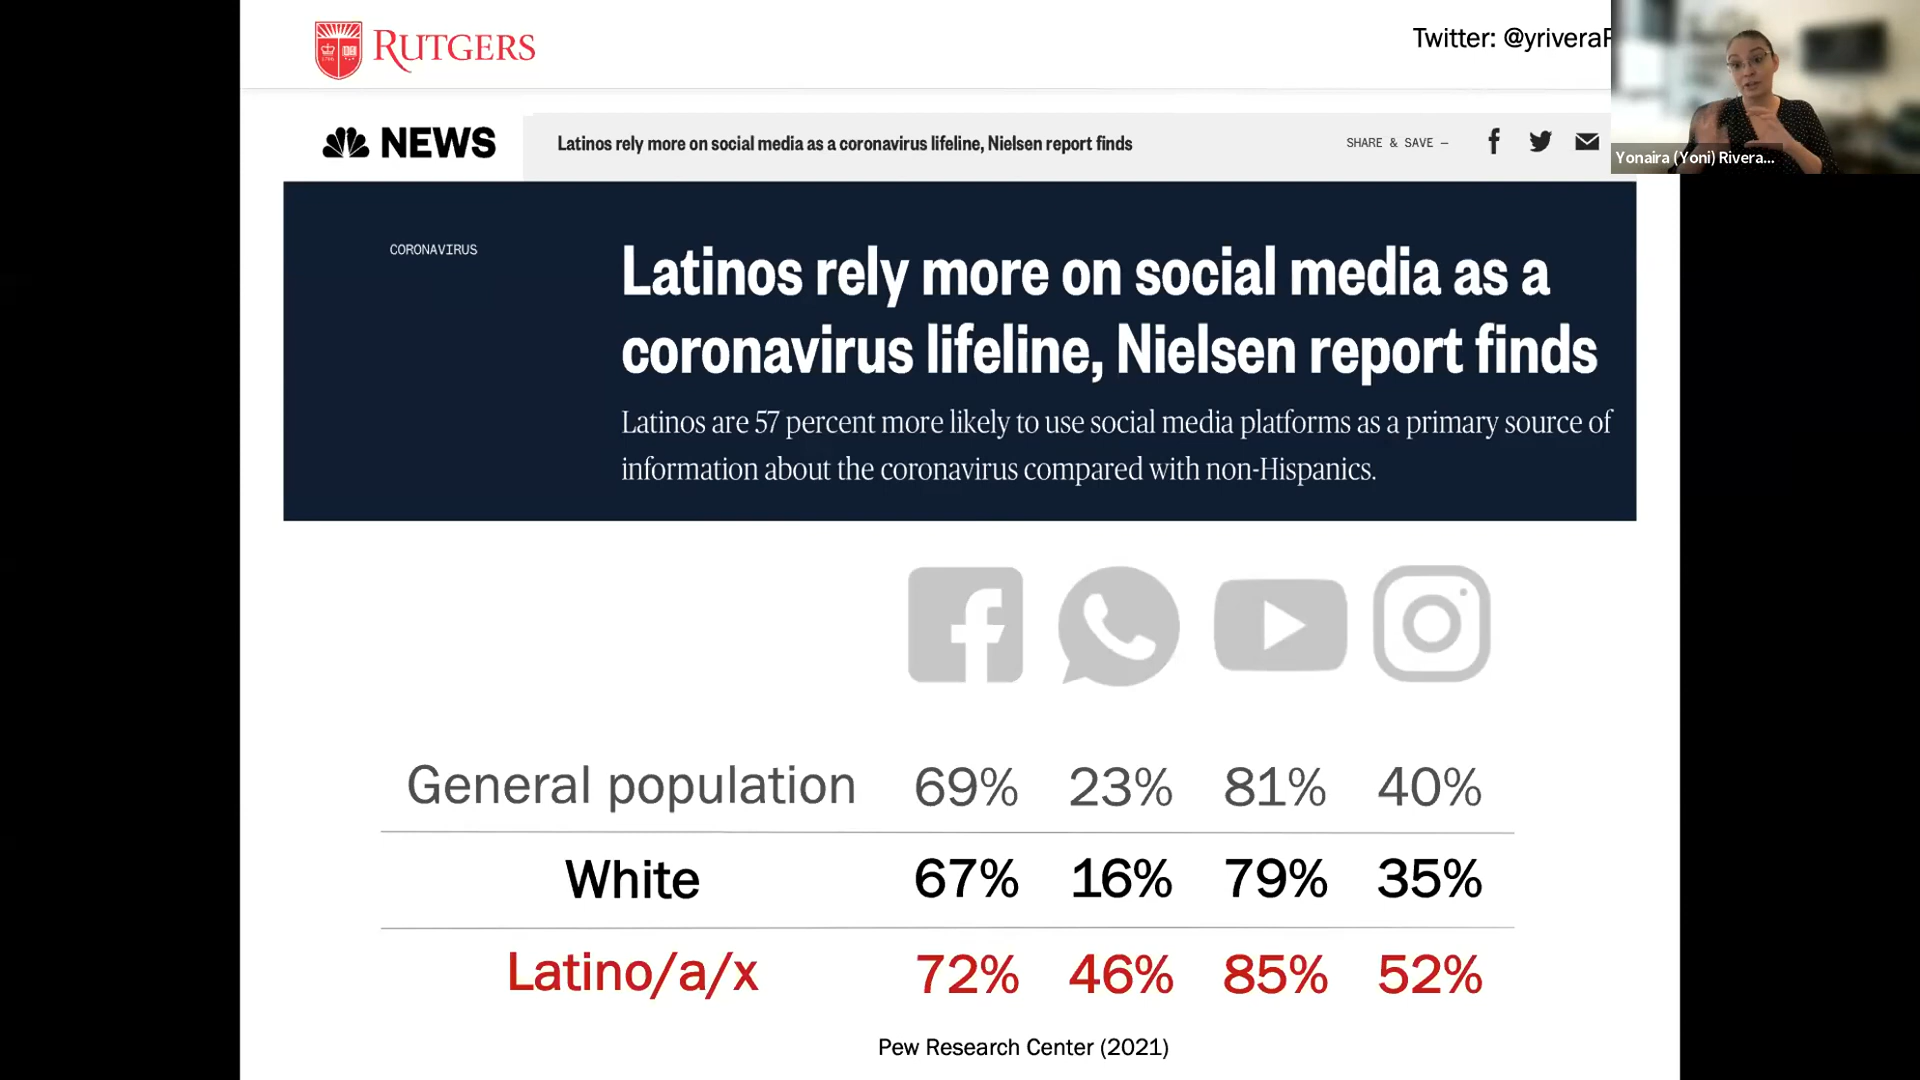 RUTGERS
Twitter: @yriveraR
Yonaira (Yoni) Rivera...
NEWS
Latinos rely more on social media as a coronavirus lifeline, Nielsen report finds
SHARE & SAVE —
CORONAVIRUS
Latinos rely more on social media as a
coronavirus lifeline, Nielsen report finds
Latinos are 57 percent more likely to use social media platforms as a primary source of
information about the coronavirus compared with non-Hispanics.
General population 69% 23% 81% 40%
White 67% 16% 79% 35%
Latino/a/x 72% 46% 85% 52%
Pew Research Center (2021)